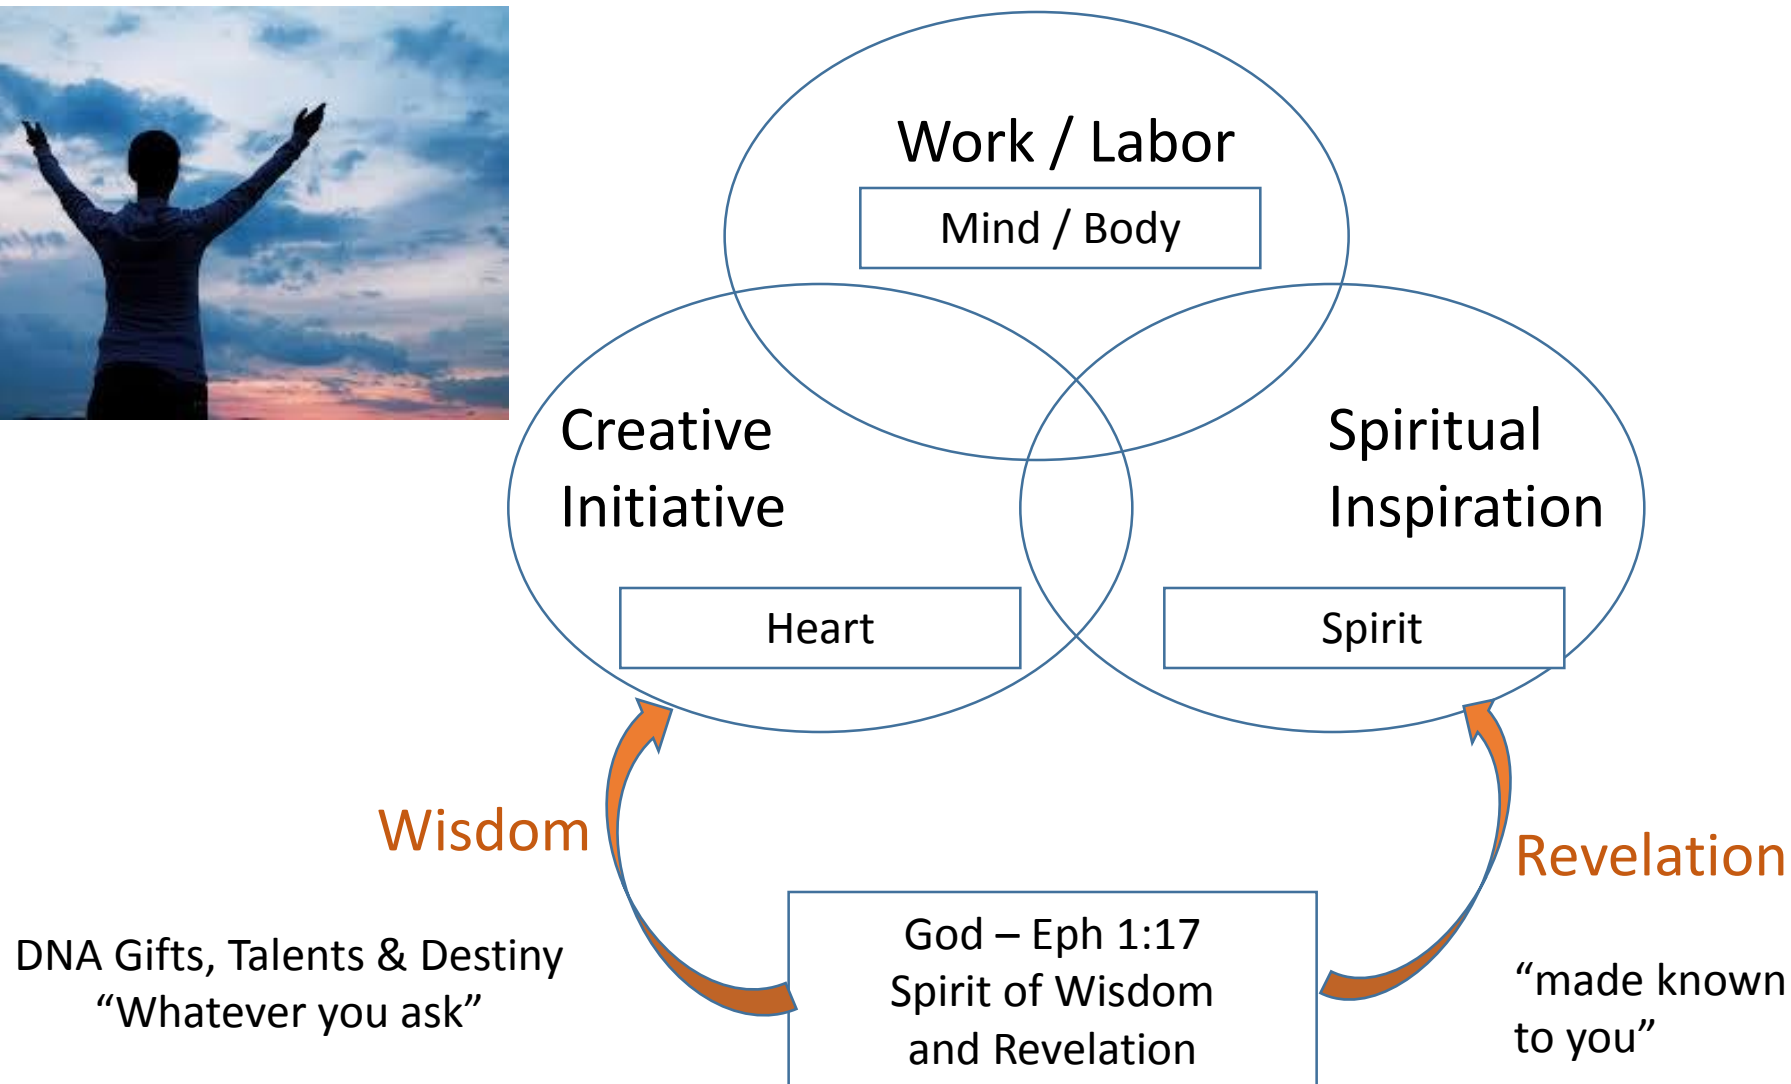 Work / Labor
Mind / Body
Creative
Initiative
Heart
Spiritual
Inspiration
Spirit
Wisdom
DNA Gifts, Talents & Destiny
“Whatever you ask”
God – Eph 1:17
Spirit of Wisdom
and Revelation
Revelation
“made known
to you”